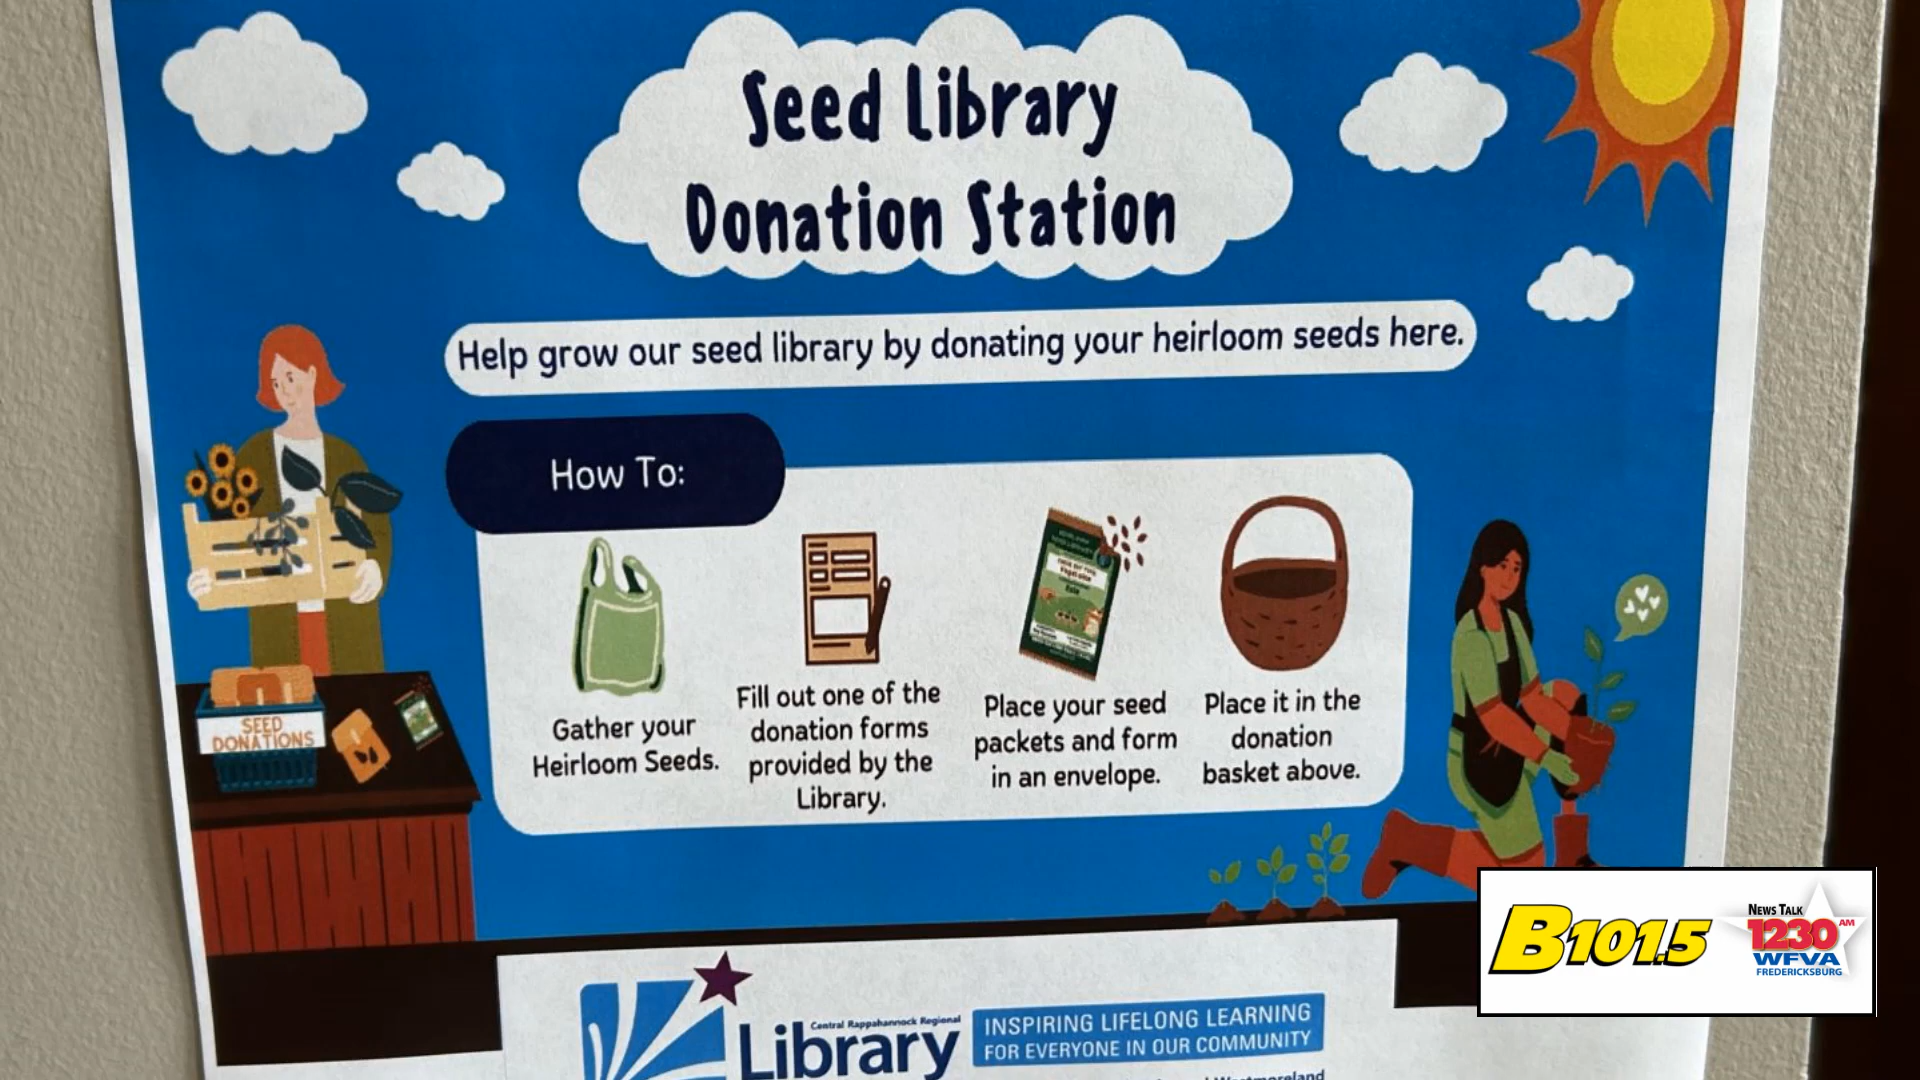 Seed Library
Donation Station
Help grow our seed library by donating your heirloom seeds here.
How To:
Gather your
Heirloom Seeds.
Fill out one of the
donation forms
provided by the
Library.
Place your seed
packets and form
in an envelope.
Place it in the
donation
basket above.
SEED
DONATIONS
Central Rappahannock Regional
Library
INSPIRING LIFELONG LEARNING
FOR EVERYONE IN OUR COMMUNITY
Westmoreland
B101.5
NEWS TALK
1230 AM
WFVA
FREDERICKSBURG